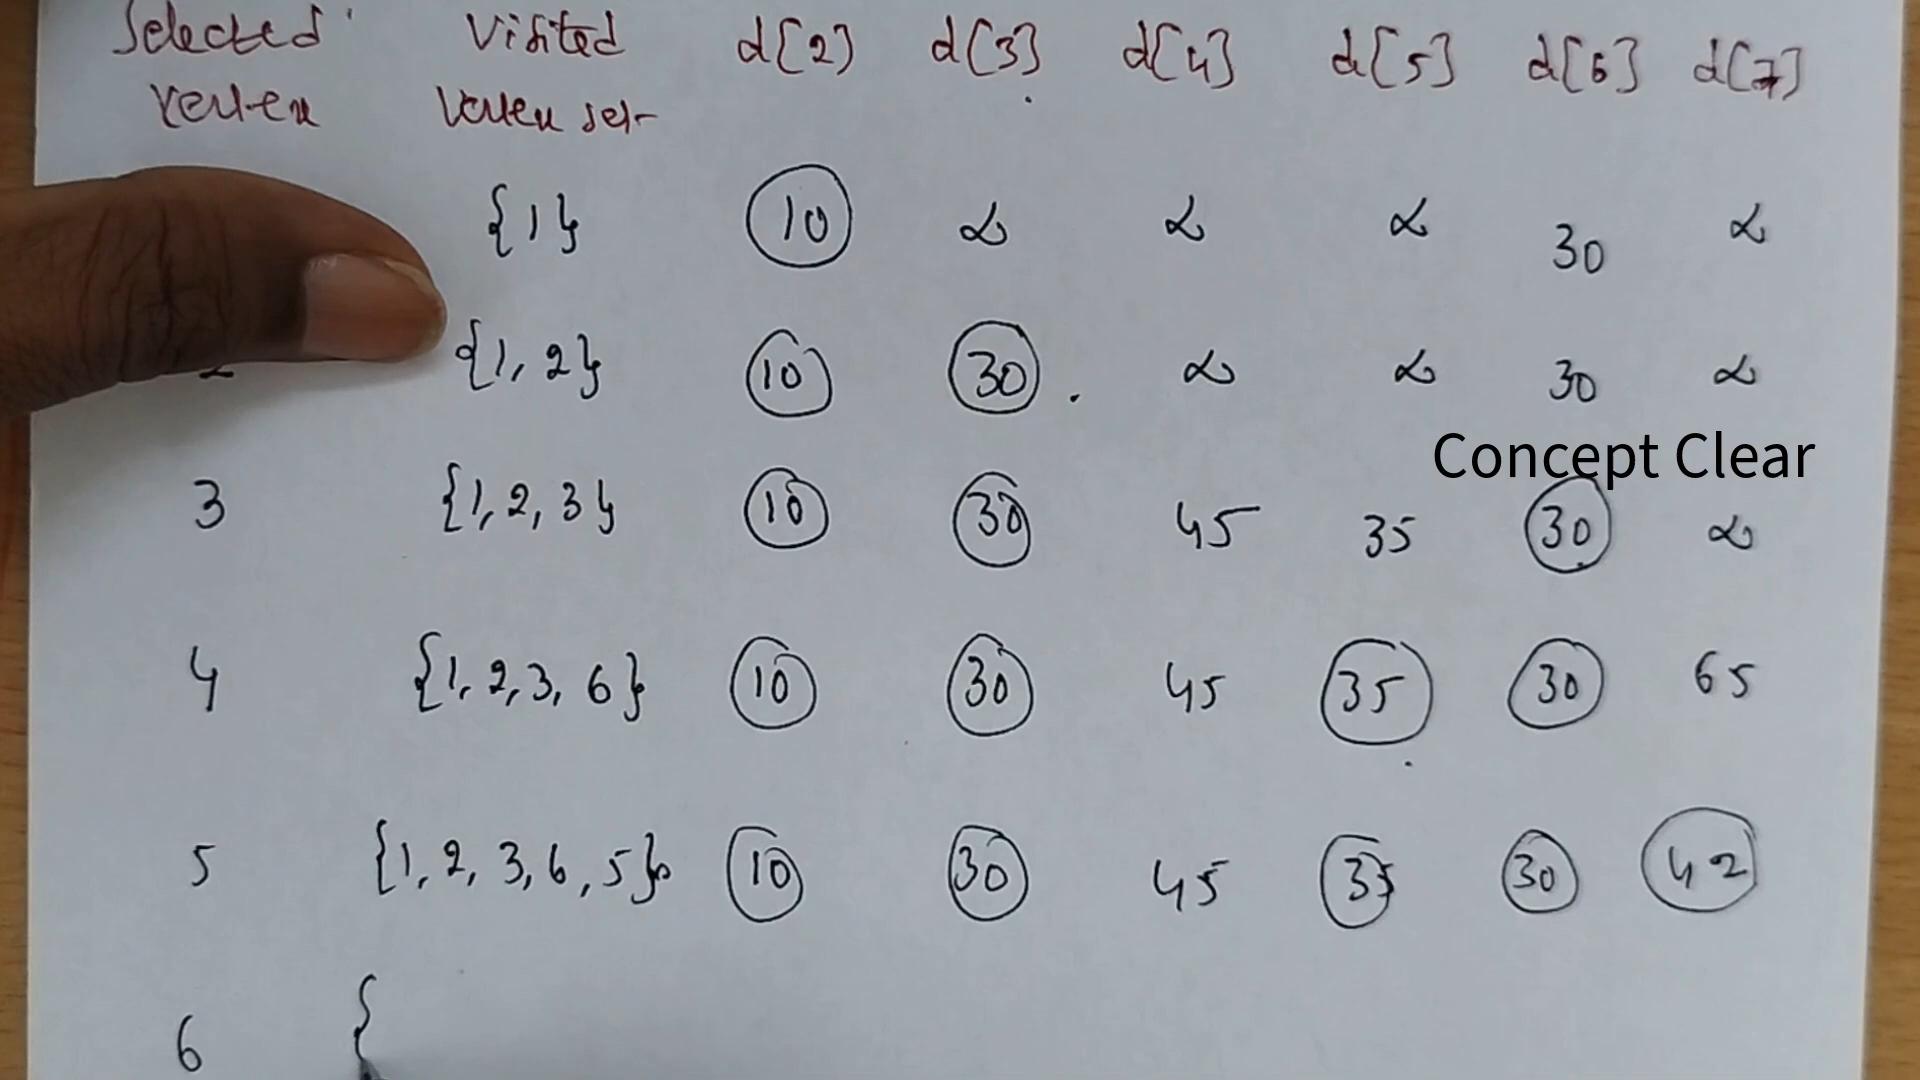 Selected Visited d[2] d[3] d[4] d[5] d[6] d[7]
Vertex Vertex set
{1} 10 ∞ ∞ ∞ 30 ∞
{1, 2} 10 30 ∞ ∞ 30 ∞
Concept Clear
3 {1, 2, 3} 10 30 45 35 30 ∞
4 {1, 2, 3, 6} 10 30 45 35 30 65
5 {1, 2, 3, 6, 5} 10 30 45 35 30 42
6 {